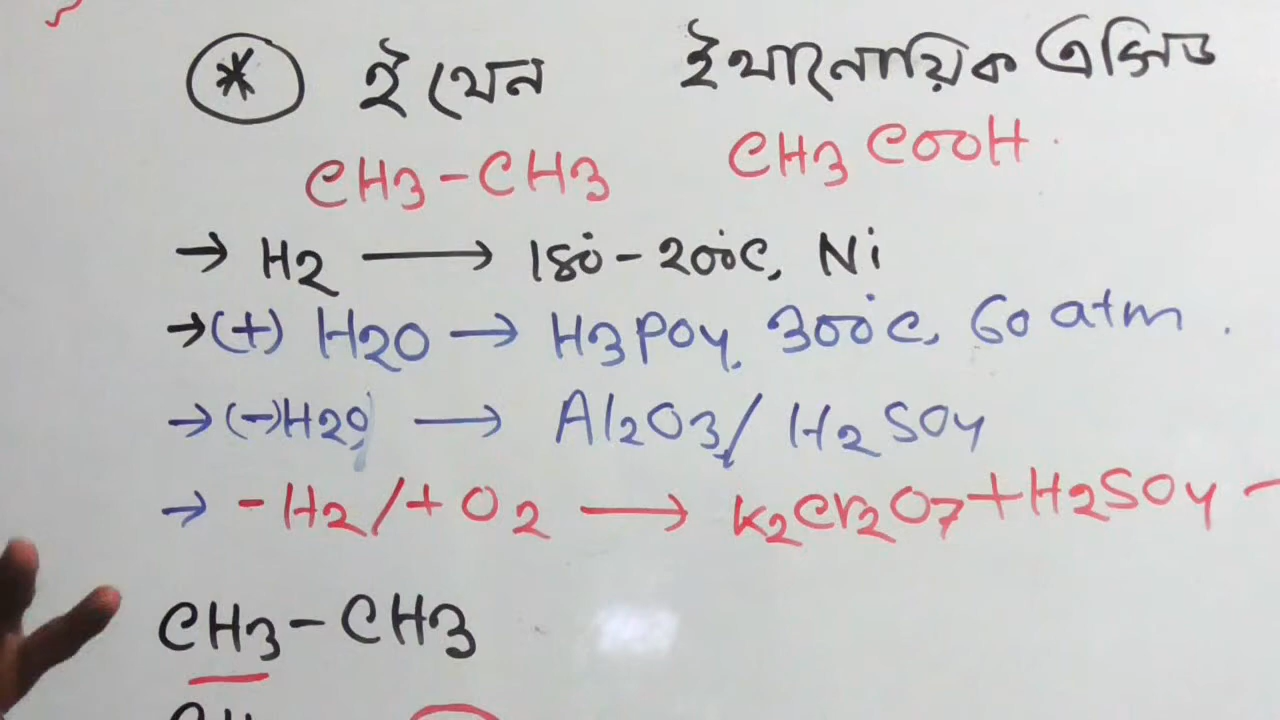 * ইথেন ইথানোয়িক এসিড
CH3-CH3 CH3COOH
→ H2 → 180°-200°C, Ni
→ (+) H2O → H3PO4, 300°C, 60 atm.
→ (-) H2O → Al2O3/ H2SO4
→ -H2/+O2 → K2Cr2O7+H2SO4 -
CH3-CH3